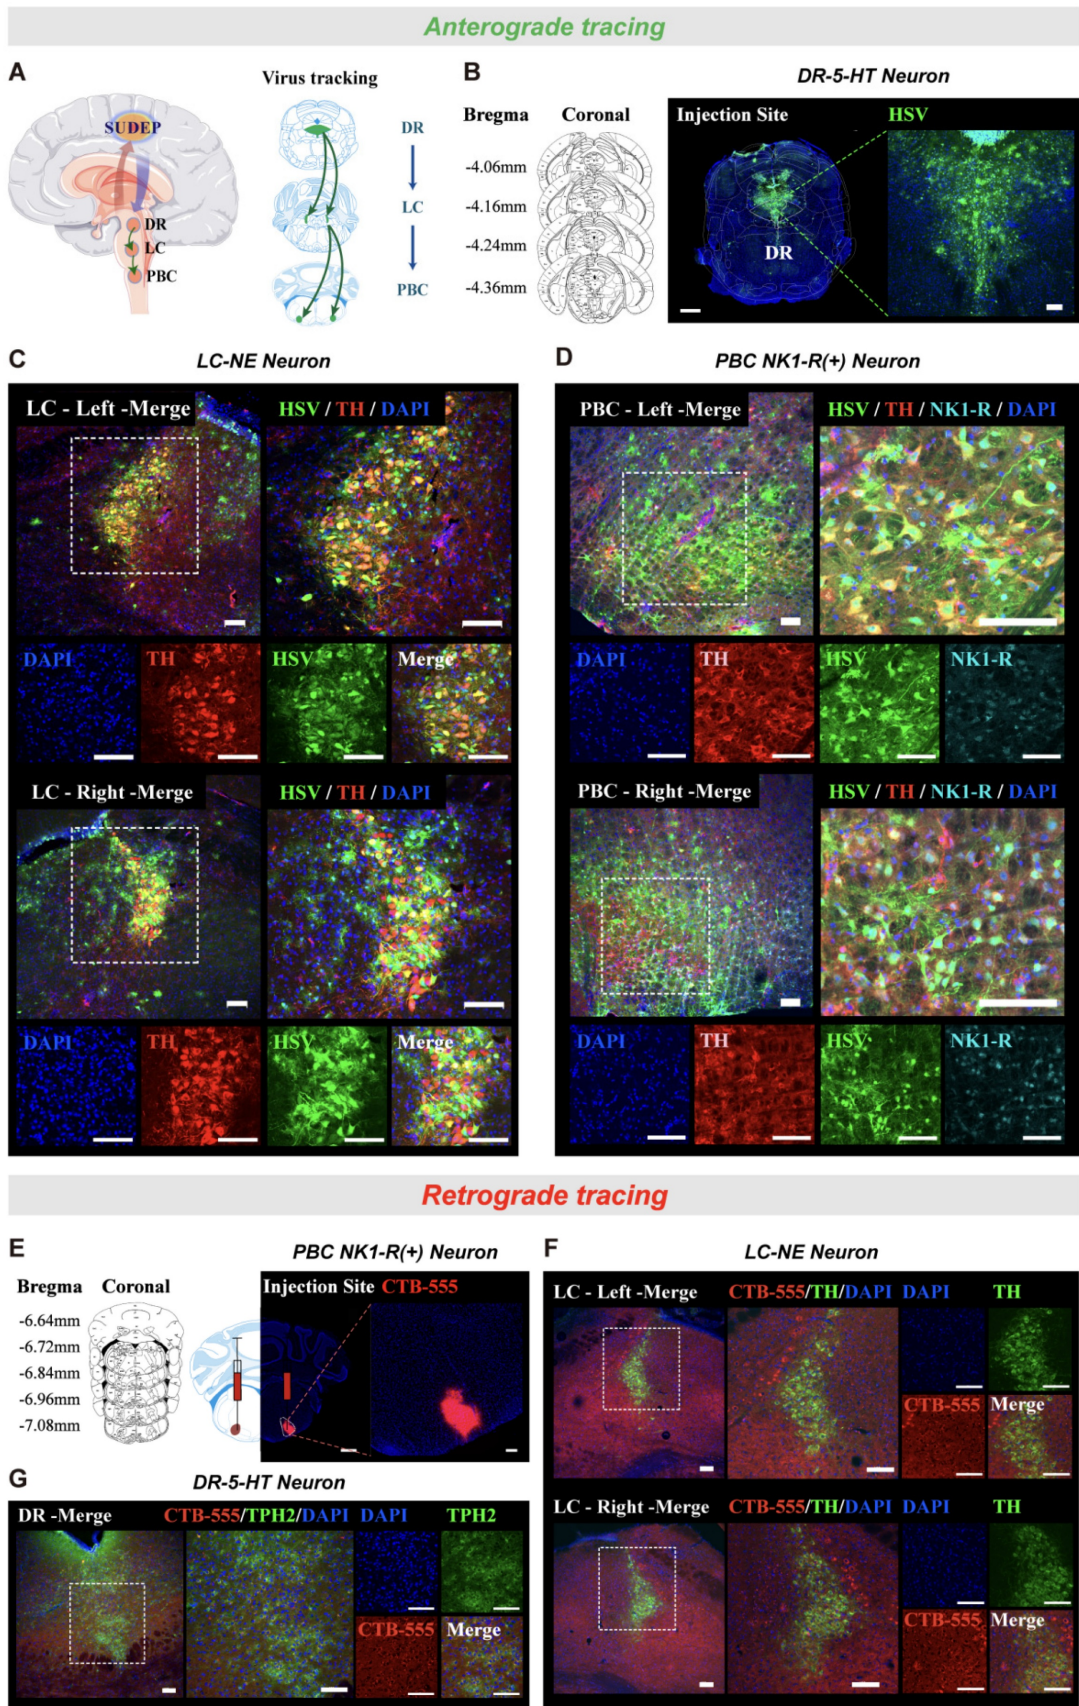 Anterograde tracing
A
Virus tracking
SUDEP
DR
LC
PBC
DR
LC
PBC
B
DR-5-HT Neuron
Bregma
Coronal
-4.06mm
-4.16mm
-4.24mm
-4.36mm
Injection Site
HSV
DR
C
LC-NE Neuron
LC - Left -Merge
HSV / TH / DAPI
DAPI
TH
HSV
Merge
LC - Right -Merge
HSV / TH / DAPI
DAPI
TH
HSV
Merge
D
PBC NK1-R(+) Neuron
PBC - Left -Merge
HSV / TH / NK1-R / DAPI
DAPI
TH
HSV
NK1-R
PBC - Right -Merge
HSV / TH / NK1-R / DAPI
DAPI
TH
HSV
NK1-R
Retrograde tracing
E
PBC NK1-R(+) Neuron
Bregma
Coronal
-6.64mm
-6.72mm
-6.84mm
-6.96mm
-7.08mm
Injection Site CTB-555
F
LC-NE Neuron
LC - Left -Merge
CTB-555/TH/DAPI
DAPI
TH
CTB-555
Merge
LC - Right -Merge
CTB-555/TH/DAPI
DAPI
TH
CTB-555
Merge
G
DR-5-HT Neuron
DR -Merge
CTB-555/TPH2/DAPI
DAPI
TPH2
CTB-555
Merge